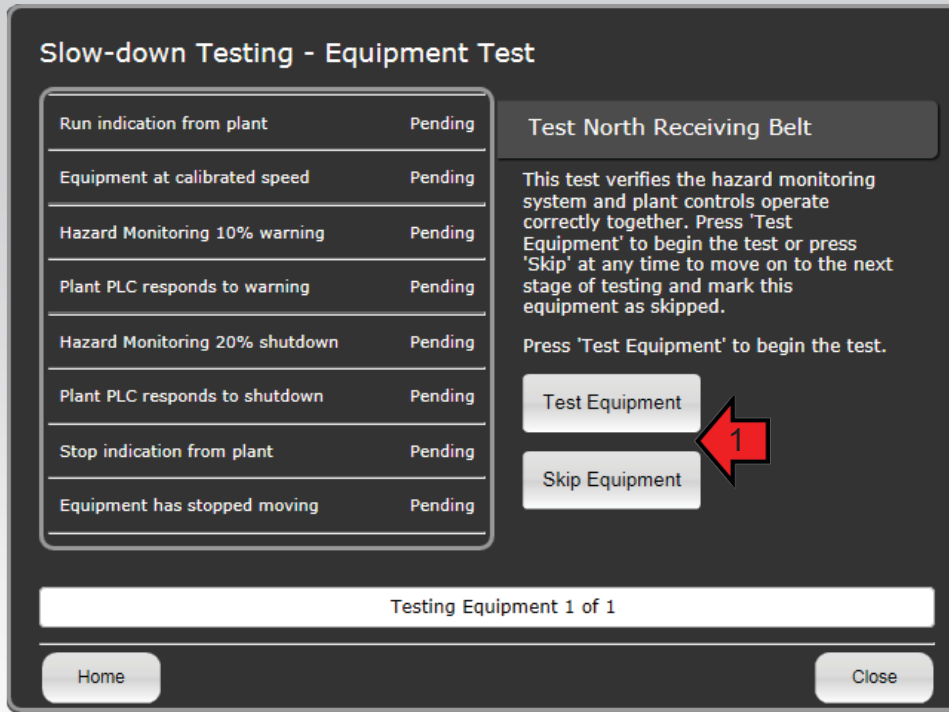 Slow-down Testing - Equipment Test
Run indication from plant Pending
Equipment at calibrated speed Pending
Hazard Monitoring 10% warning Pending
Plant PLC responds to warning Pending
Hazard Monitoring 20% shutdown Pending
Plant PLC responds to shutdown Pending
Stop indication from plant Pending
Equipment has stopped moving Pending
Test North Receiving Belt
This test verifies the hazard monitoring
system and plant controls operate
correctly together. Press 'Test
Equipment' to begin the test or press
'Skip' at any time to move on to the next
stage of testing and mark this
equipment as skipped.
Press 'Test Equipment' to begin the test.
Test Equipment
1
Skip Equipment
Testing Equipment 1 of 1
Home
Close